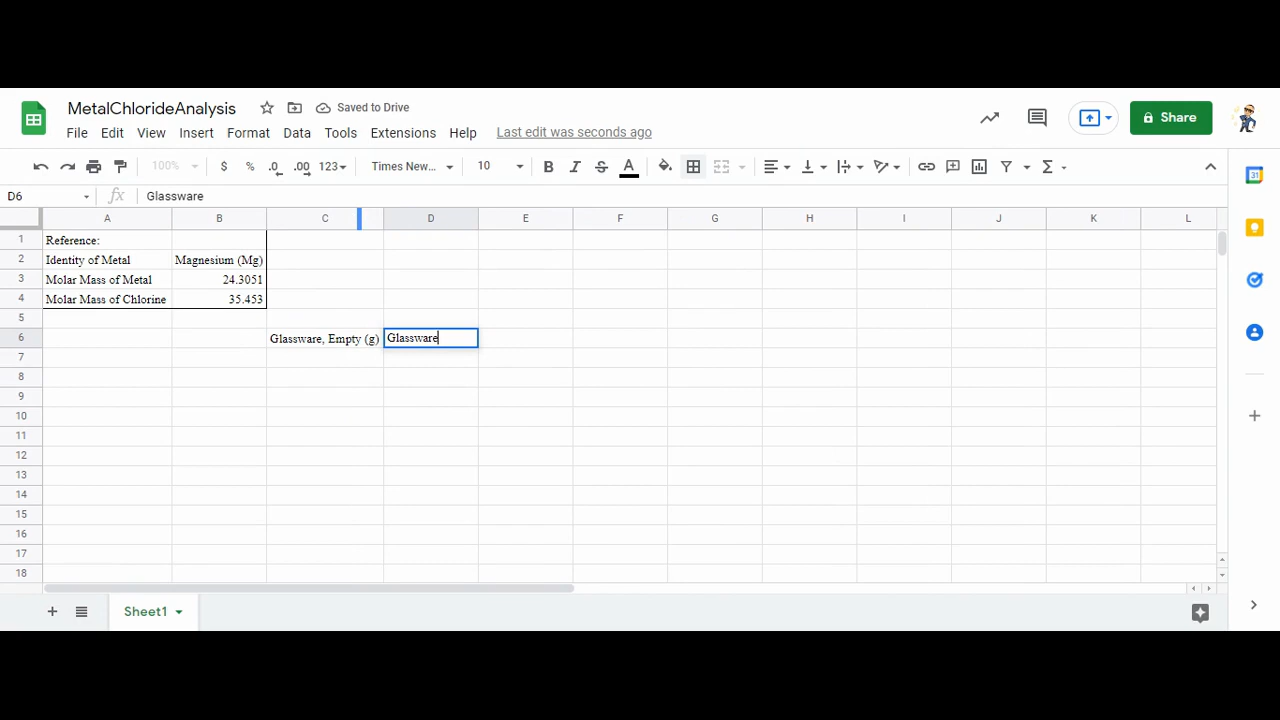 MetalChlorideAnalysis
Saved to Drive
File Edit View Insert Format Data Tools Extensions Help Last edit was seconds ago
Share
100% $ % .0 .00 123 Times New... 10 B I S A Σ
D6 fx Glassware
A B C D E F G H I J K L
1 Reference:
2 Identity of Metal Magnesium (Mg)
3 Molar Mass of Metal 24.3051
4 Molar Mass of Chlorine 35.453
5
6 Glassware, Empty (g) Glassware
7
8
9
10
11
12
13
14
15
16
17
18
Sheet1
31